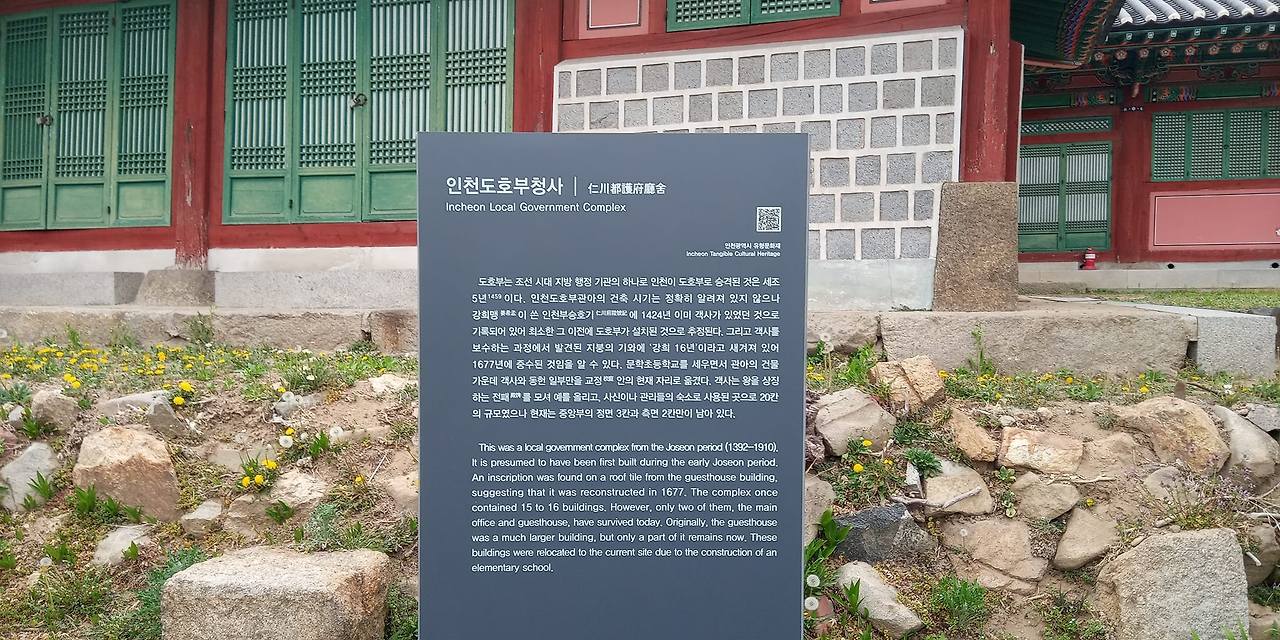 인천도호부청사 | 仁川都護府廳舍
Incheon Local Government Complex
인천광역시 유형문화재
Incheon Tangible Cultural Heritage
도호부는 조선 시대 지방 행정 기관의 하나로 인천이 도호부로 승격된 것은 세조
5년1459이다. 인천도호부관아의 건축 시기는 정확히 알려져 있지 않으나
강희맹姜希孟이 쓴 인천부승호기仁川府陞號記에 1424년 이미 객사가 있었던 것으로
기록되어 있어 최소한 그 이전에 도호부가 설치된 것으로 추정된다. 그리고 객사를
보수하는 과정에서 발견된 지붕의 기와에 '강희 16년'이라고 새겨져 있어
1677년에 중수된 것임을 알 수 있다. 문학초등학교를 세우면서 관아의 건물
가운데 객사와 동헌 일부만을 교정 안의 현재 자리로 옮겼다. 객사는 왕을 상징
하는 전패를 모셔 예를 올리고, 사신이나 관리들의 숙소로 사용된 곳으로 20칸
의 규모였으나 현재는 중앙부의 정면 3칸과 측면 2칸만이 남아 있다.
This was a local government complex from the Joseon period (1392–1910).
It is presumed to have been first built during the early Joseon period.
An inscription was found on a roof tile from the guesthouse building,
suggesting that it was reconstructed in 1677. The complex once
contained 15 to 16 buildings. However, only two of them, the main
office and guesthouse, have survived today. Originally, the guesthouse
was a much larger building, but only a part of it remains now. These
buildings were relocated to the current site due to the construction of an
elementary school.